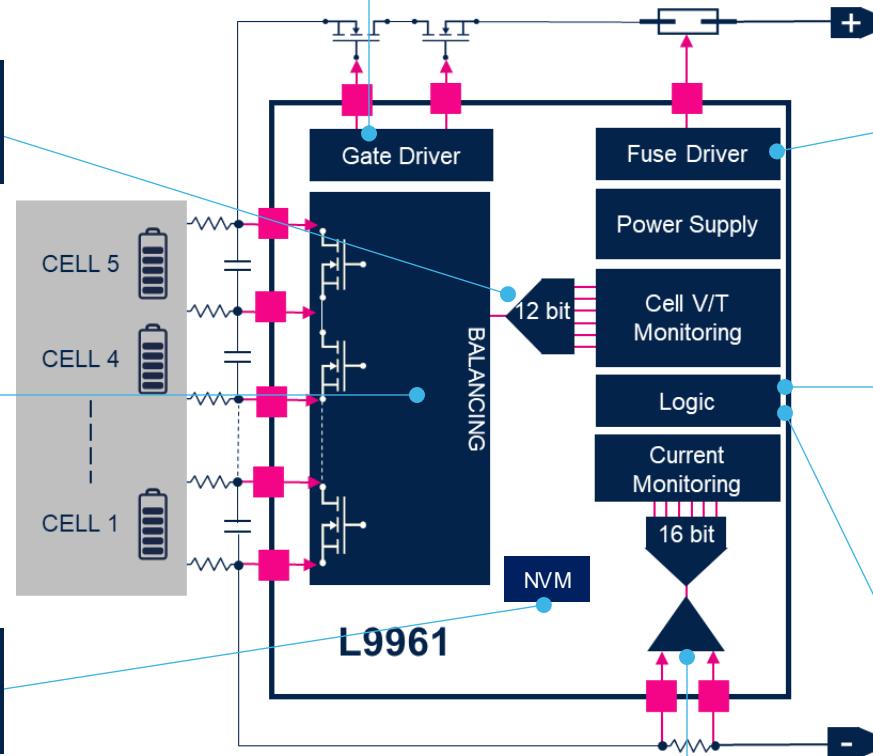 +
Gate Driver
Fuse Driver
Power Supply
CELL 5
12 bit
Cell V/T
Monitoring
CELL 4
BALANCING
Logic
Current
Monitoring
CELL 1
16 bit
NVM
L9961
-